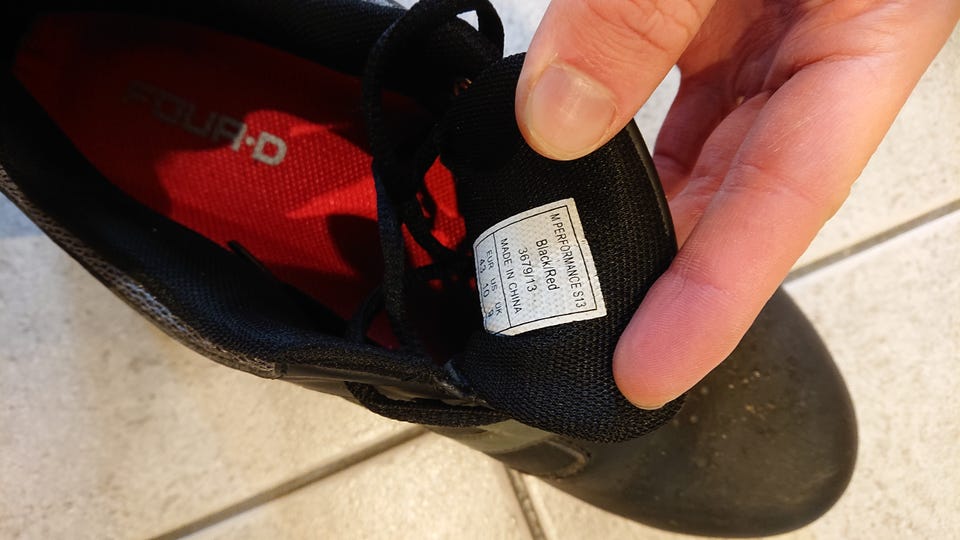 FOUR-D
M PERFORMANCE S13
Black/Red
3679/13
MADE IN CHINA
EUR US UK
43 10 9